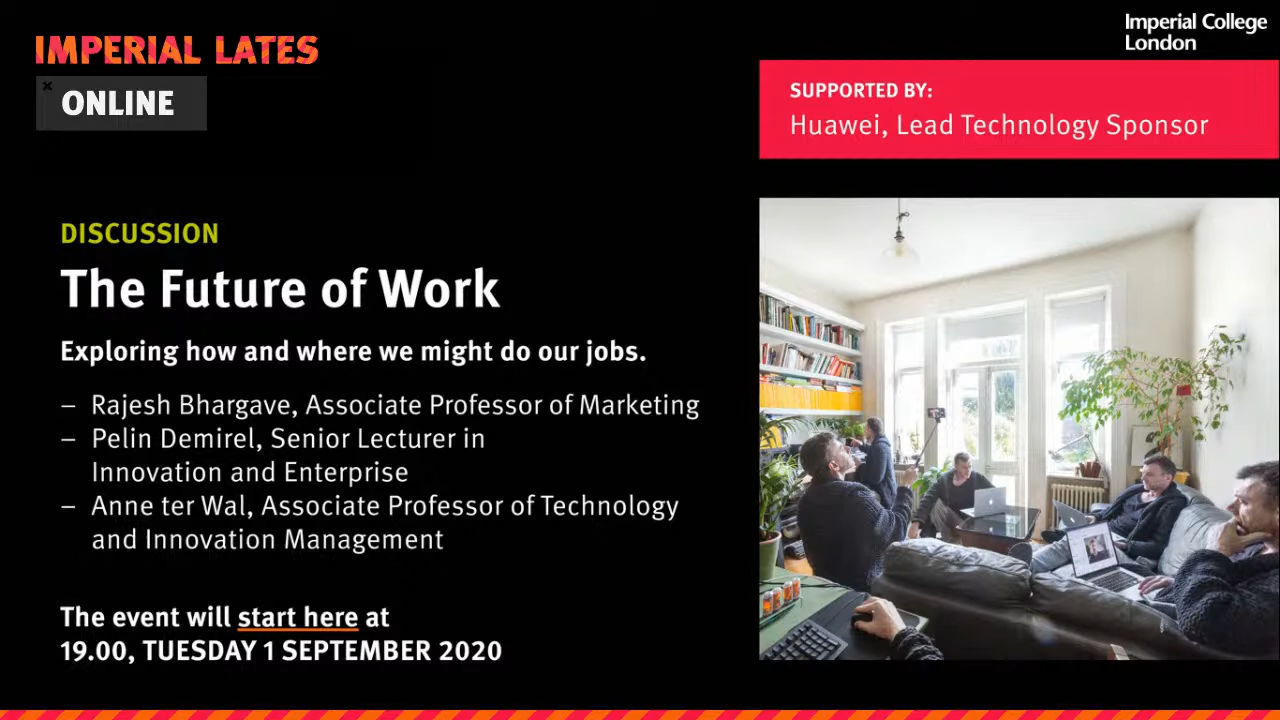 IMPERIAL LATES
ONLINE
Imperial College
London
SUPPORTED BY:
Huawei, Lead Technology Sponsor
DISCUSSION
The Future of Work
Exploring how and where we might do our jobs.
– Rajesh Bhargave, Associate Professor of Marketing
– Pelin Demirel, Senior Lecturer in
Innovation and Enterprise
– Anne ter Wal, Associate Professor of Technology
and Innovation Management
The event will start here at
19.00, TUESDAY 1 SEPTEMBER 2020